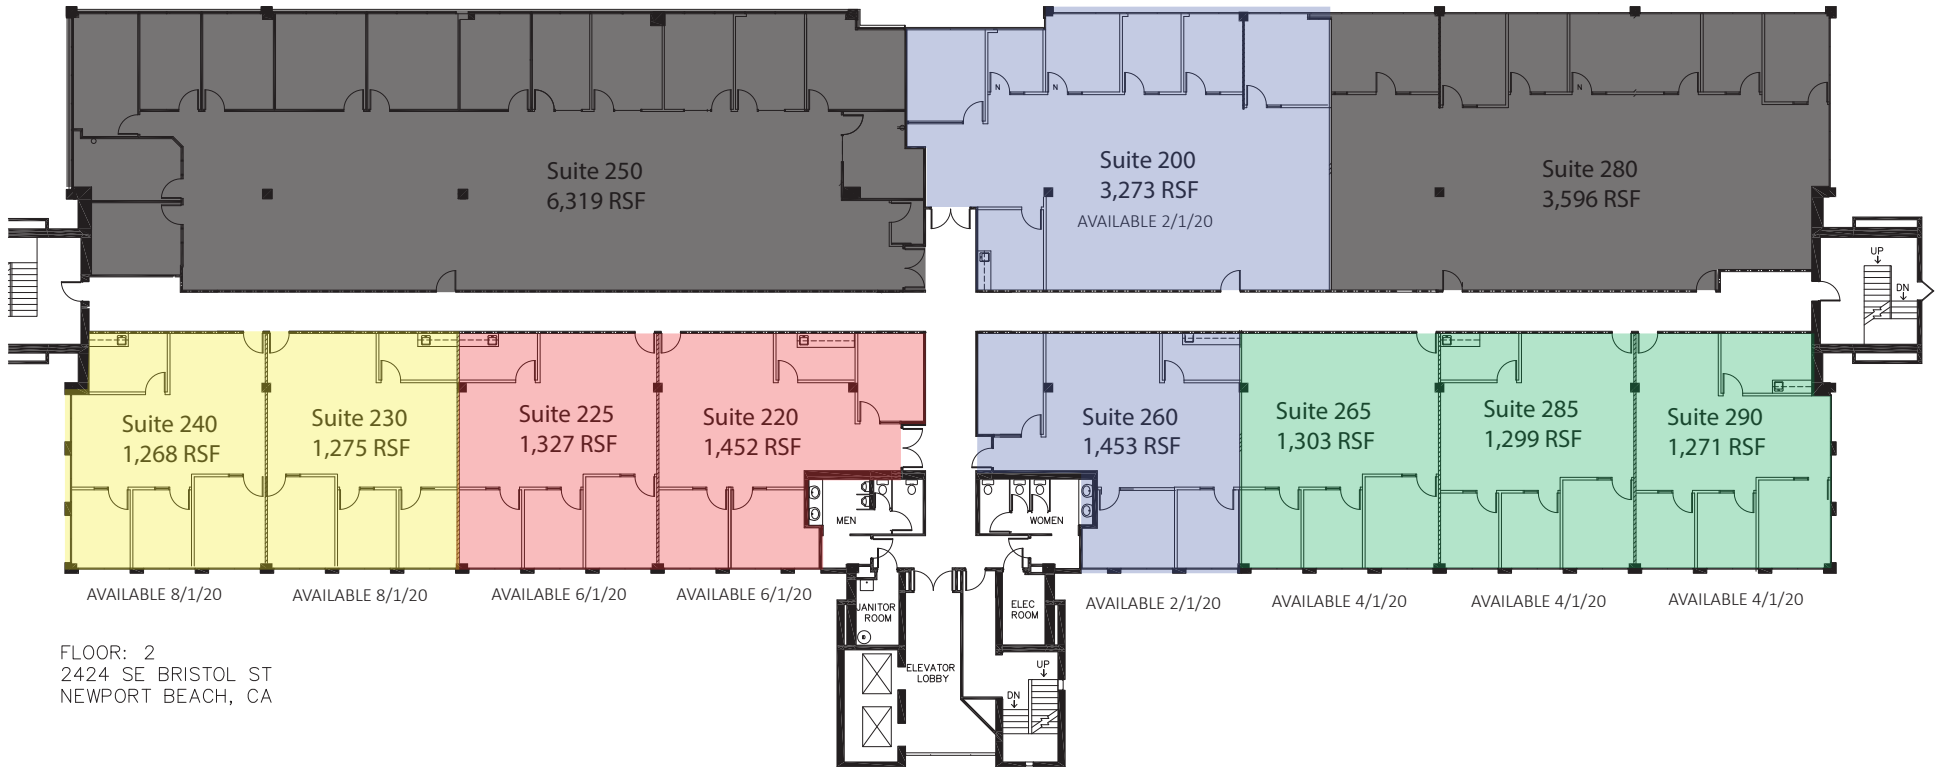 Suite 250
6,319 RSF
N
N
Suite 200
3,273 RSF
AVAILABLE 2/1/20
N
Suite 280
3,596 RSF
UP
DN
Suite 240
1,268 RSF
Suite 230
1,275 RSF
Suite 225
1,327 RSF
Suite 220
1,452 RSF
Suite 260
1,453 RSF
Suite 265
1,303 RSF
Suite 285
1,299 RSF
Suite 290
1,271 RSF
MEN
WOMEN
AVAILABLE 8/1/20
AVAILABLE 8/1/20
AVAILABLE 6/1/20
AVAILABLE 6/1/20
JANITOR
ROOM
ELEC
ROOM
AVAILABLE 2/1/20
AVAILABLE 4/1/20
AVAILABLE 4/1/20
AVAILABLE 4/1/20
ELEVATOR
LOBBY
UP
DN
FLOOR: 2
2424 SE BRISTOL ST
NEWPORT BEACH, CA